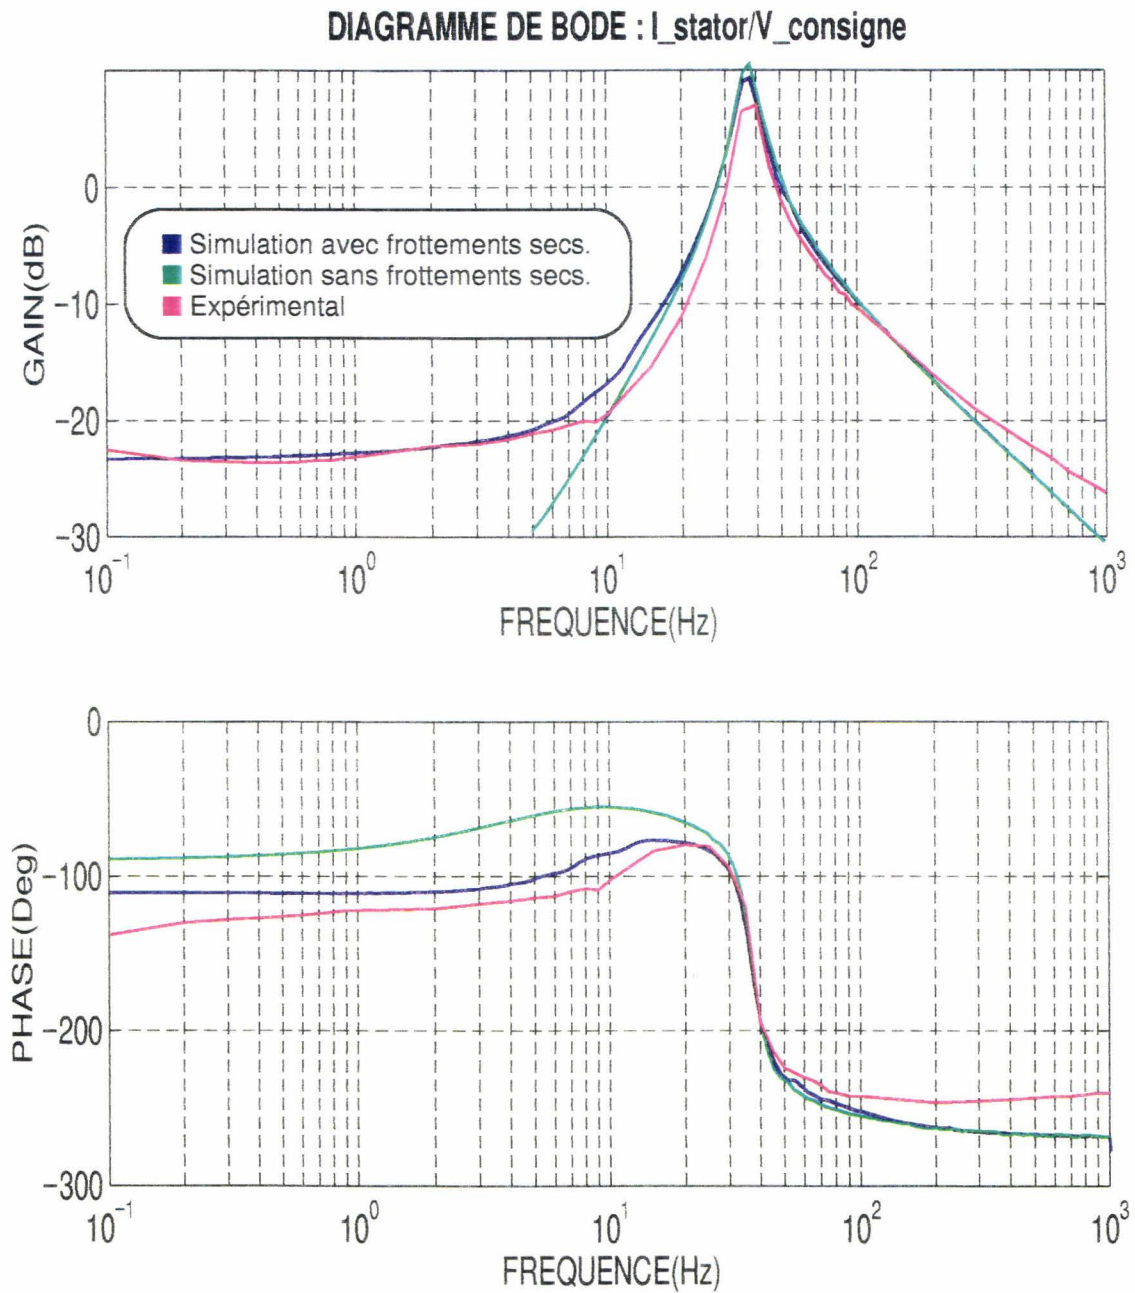 DIAGRAMME DE BODE : I_stator/V_consigne
GAIN(dB)
0
-10
-20
-30
Simulation avec frottements secs.
Simulation sans frottements secs.
Expérimental
10⁻¹ 10⁰ 10¹ 10² 10³
FREQUENCE(Hz)
PHASE(Deg)
0
-100
-200
-300
10⁻¹ 10⁰ 10¹ 10² 10³
FREQUENCE(Hz)